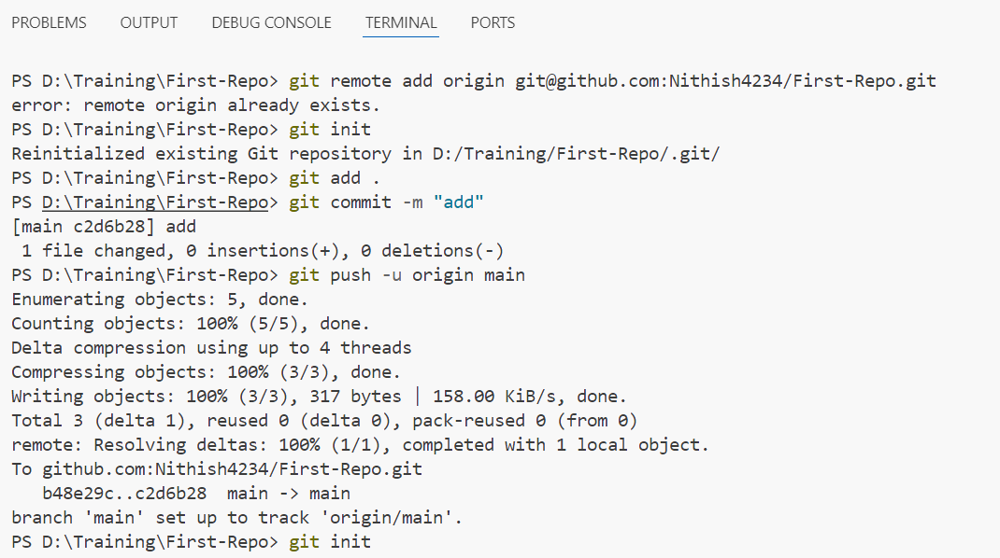 PROBLEMS OUTPUT DEBUG CONSOLE TERMINAL PORTS
PS D:\Training\First-Repo> git remote add origin git@github.com:Nithish4234/First-Repo.git
error: remote origin already exists.
PS D:\Training\First-Repo> git init
Reinitialized existing Git repository in D:/Training/First-Repo/.git/
PS D:\Training\First-Repo> git add .
PS D:\Training\First-Repo> git commit -m "add"
[main c2d6b28] add
 1 file changed, 0 insertions(+), 0 deletions(-)
PS D:\Training\First-Repo> git push -u origin main
Enumerating objects: 5, done.
Counting objects: 100% (5/5), done.
Delta compression using up to 4 threads
Compressing objects: 100% (3/3), done.
Writing objects: 100% (3/3), 317 bytes | 158.00 KiB/s, done.
Total 3 (delta 1), reused 0 (delta 0), pack-reused 0 (from 0)
remote: Resolving deltas: 100% (1/1), completed with 1 local object.
To github.com:Nithish4234/First-Repo.git
   b48e29c..c2d6b28  main -> main
branch 'main' set up to track 'origin/main'.
PS D:\Training\First-Repo> git init